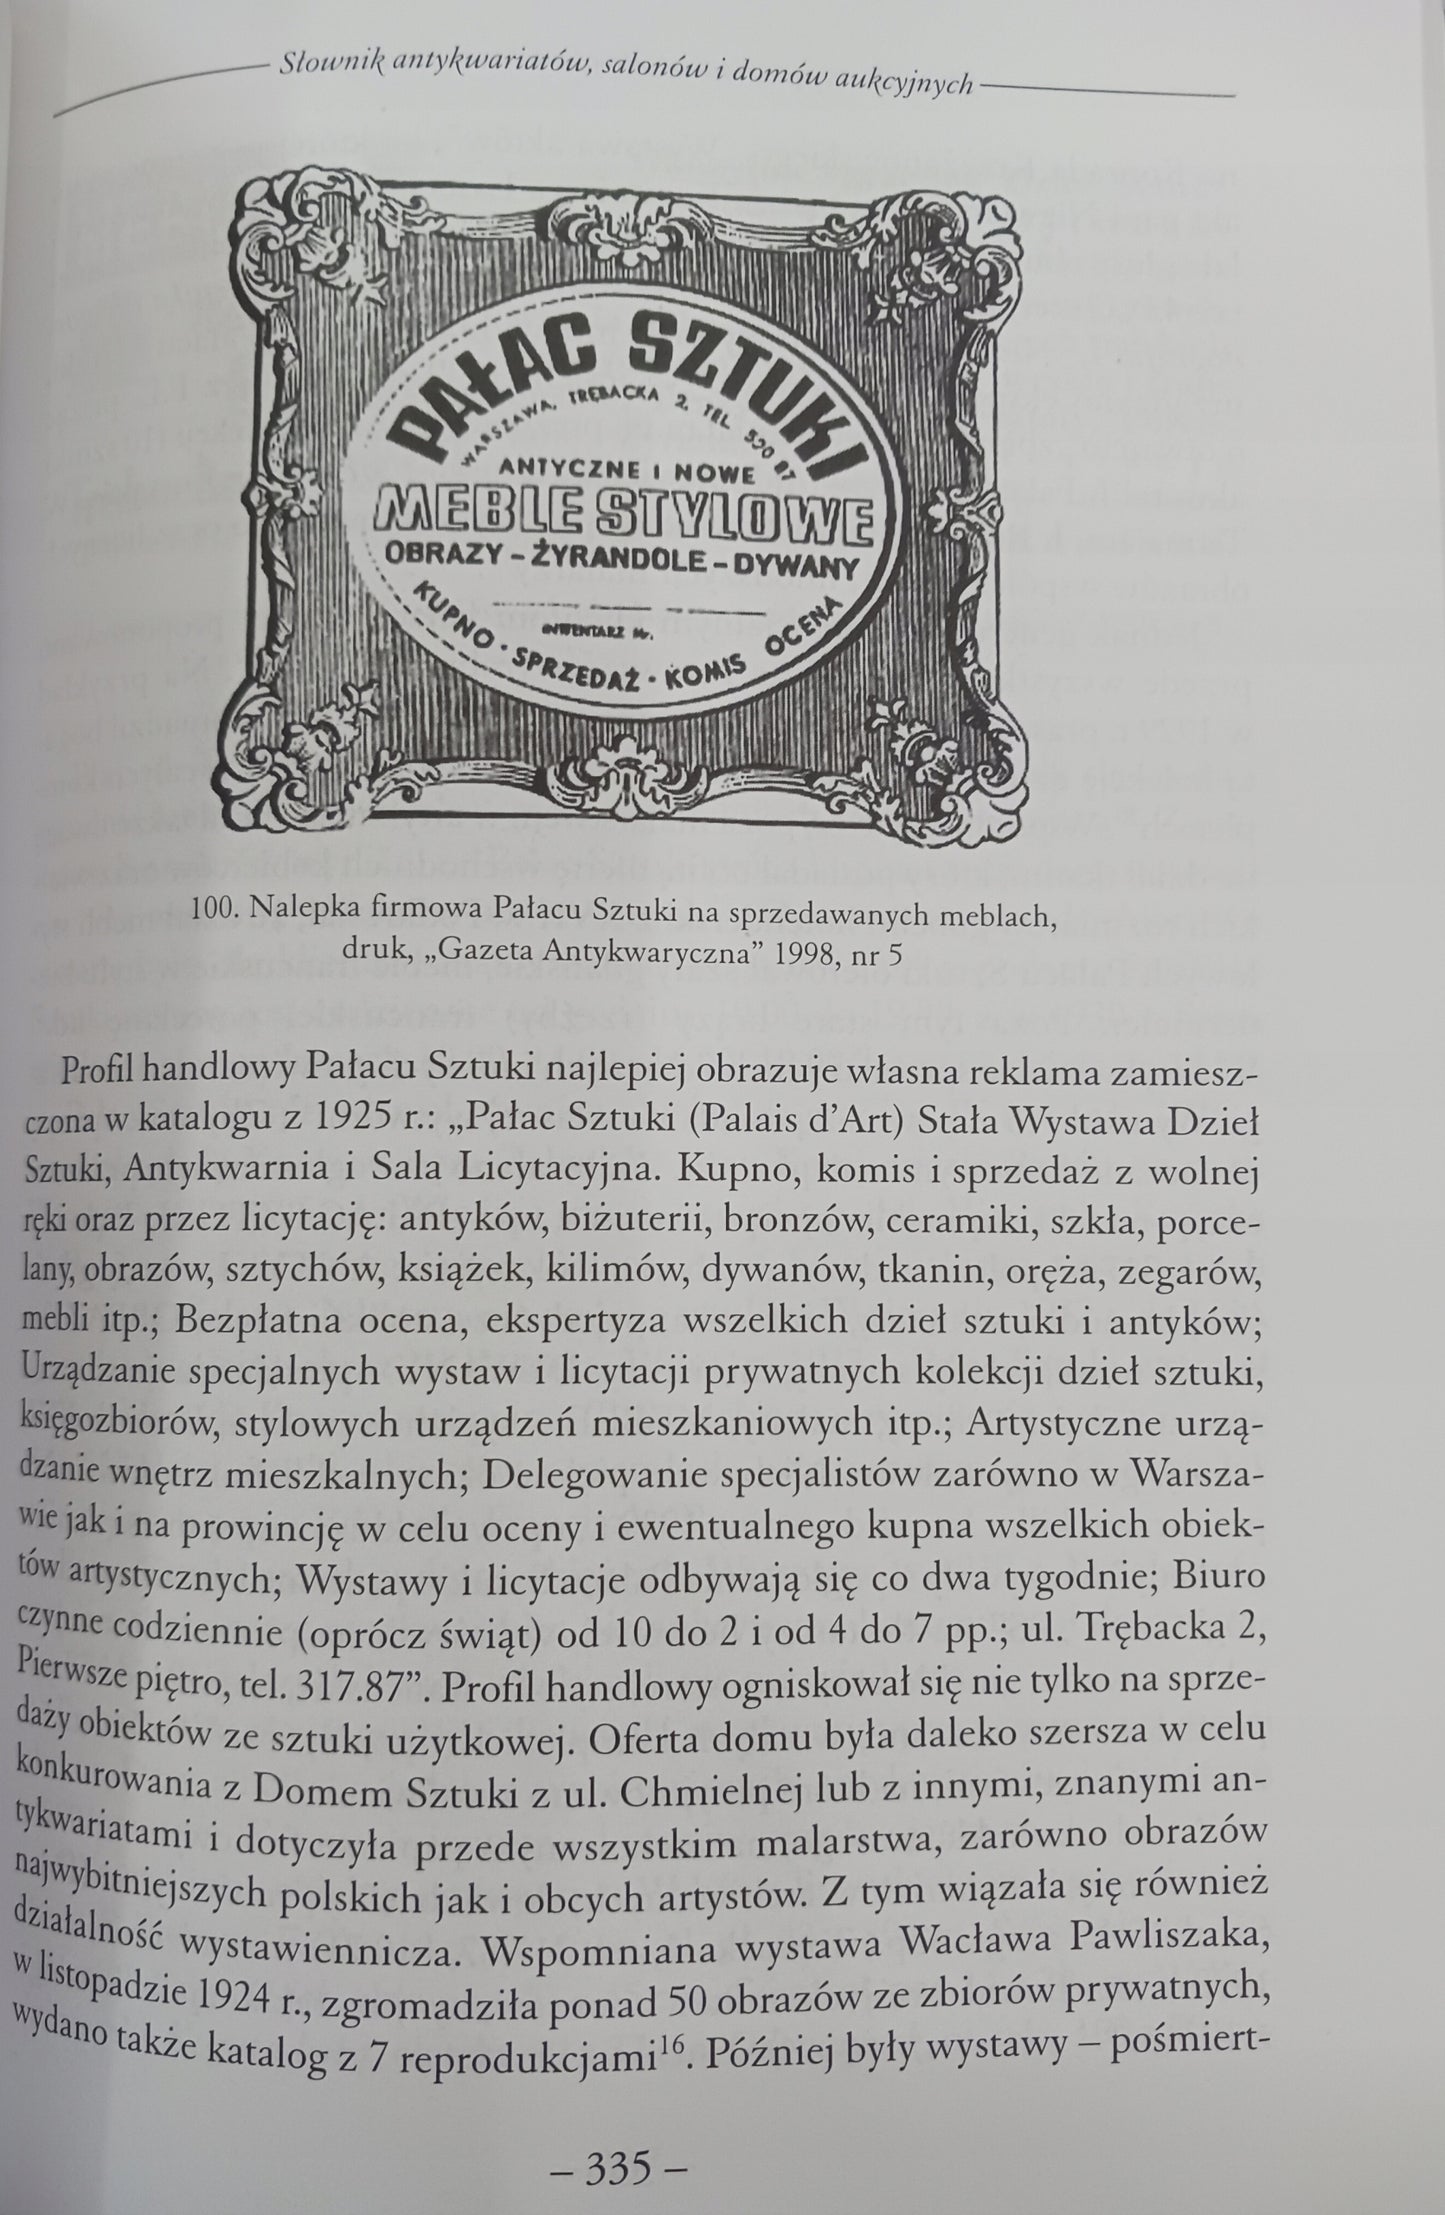 Słownik antykwariatów, salonów i domów aukcyjnych
PAŁAC SZTUKI
WARSZAWA, TRĘBACKA 2, TEL 520 87
ANTYCZNE I NOWE
MEBLE STYLOWE
OBRAZY – ŻYRANDOLE – DYWANY
INWENTARZ Nr.
KUPNO · SPRZEDAŻ · KOMIS OCENA
100. Nalepka firmowa Pałacu Sztuki na sprzedawanych meblach,
druk, „Gazeta Antykwaryczna” 1998, nr 5
Profil handlowy Pałacu Sztuki najlepiej obrazuje własna reklama zamiesz-
czona w katalogu z 1925 r.: „Pałac Sztuki (Palais d’Art) Stała Wystawa Dzieł
Sztuki, Antykwarnia i Sala Licytacyjna. Kupno, komis i sprzedaż z wolnej
ręki oraz przez licytację: antyków, biżuterii, bronzów, ceramiki, szkła, porce-
lany, obrazów, sztychów, książek, kilimów, dywanów, tkanin, oręża, zegarów,
mebli itp.; Bezpłatna ocena, ekspertyza wszelkich dzieł sztuki i antyków;
Urządzanie specjalnych wystaw i licytacji prywatnych kolekcji dzieł sztuki,
księgozbiorów, stylowych urządzeń mieszkaniowych itp.; Artystyczne urzą-
dzanie wnętrz mieszkalnych; Delegowanie specjalistów zarówno w Warsza-
wie jak i na prowincję w celu oceny i ewentualnego kupna wszelkich obiek-
tów artystycznych; Wystawy i licytacje odbywają się co dwa tygodnie; Biuro
czynne codziennie (oprócz świąt) od 10 do 2 i od 4 do 7 pp.; ul. Trębacka 2,
Pierwsze piętro, tel. 317.87”. Profil handlowy ogniskował się nie tylko na sprze-
daży obiektów ze sztuki użytkowej. Oferta domu była daleko szersza w celu
konkurowania z Domem Sztuki z ul. Chmielnej lub z innymi, znanymi an-
tykwariatami i dotyczyła przede wszystkim malarstwa, zarówno obrazów
najwybitniejszych polskich jak i obcych artystów. Z tym wiązała się również
działalność wystawiennicza. Wspomniana wystawa Wacława Pawliszaka,
w listopadzie 1924 r., zgromadziła ponad 50 obrazów ze zbiorów prywatnych,
wydano także katalog z 7 reprodukcjami16. Później były wystawy – pośmiert-
– 335 –